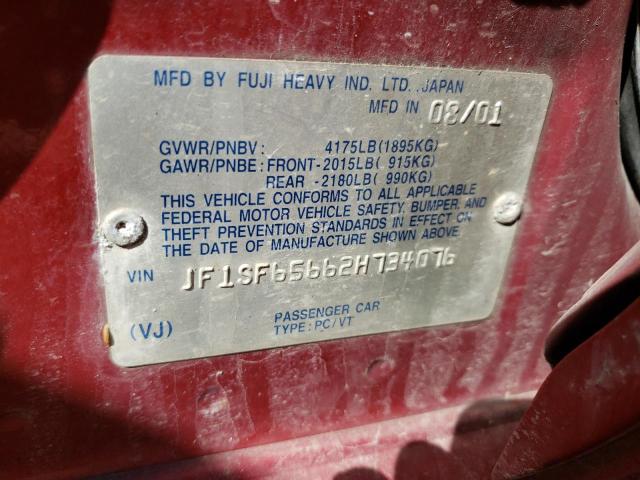 MFD BY FUJI HEAVY IND. LTD., JAPAN
MFD IN 08/01
GVWR/PNBV: 4175LB(1895KG)
GAWR/PNBE: FRONT-2015LB( 915KG)
REAR -2180LB( 990KG)
THIS VEHICLE CONFORMS TO ALL APPLICABLE
FEDERAL MOTOR VEHICLE SAFETY, BUMPER, AND
THEFT PREVENTION STANDARDS IN EFFECT ON
THE DATE OF MANUFACTURE SHOWN ABOVE.
VIN JF1SF65662H734076
(VJ) PASSENGER CAR
TYPE: PC/VT